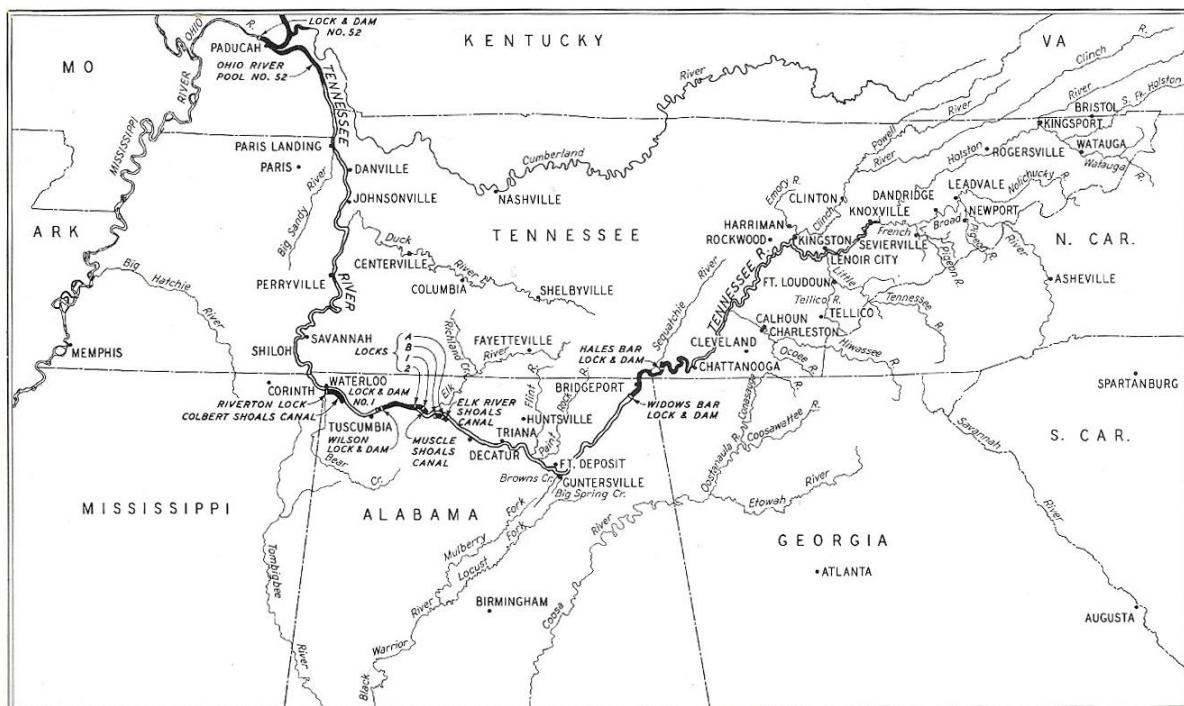 LOCK & DAM
NO. 52
OHIO
R.
PADUCAH
OHIO RIVER
POOL NO. 52
KENTUCKY
VA
MO
MISSISSIPPI
RIVER
TENNESSEE
RIVER
River
Cumberland
Clinch
R.
Powell
River
River
River
S. Fk. Holston
BRISTOL
KINGSPORT
WATAUGA
Watauga
R.
Holston
ROGERSVILLE
PARIS LANDING
PARIS
DANVILLE
JOHNSONVILLE
Big Sandy
River
NASHVILLE
Emory R.
CLINTON
Clinch
HARRIMAN
ROCKWOOD
KINGSTON
KNOXVILLE
DANDRIDGE
LEADVALE
Nolichucky
R.
NEWPORT
French
Broad
River
SEVIERVILLE
L. Pigeon R.
Pigeon R.
LENOIR CITY
FT. LOUDOUN
Little
Tennessee
R.
Tellico R.
TELLICO
ASHEVILLE
N. CAR.
ARK
TENNESSEE
Duck
River
CENTERVILLE
COLUMBIA
SHELBYVILLE
PERRYVILLE
Big
Hatchie
River
Sequatchie
River
TENNESSEE R.
CALHOUN
CHARLESTON
Hiwassee
R.
CLEVELAND
Ocoee
R.
CHATTANOOGA
HALES BAR
LOCK & DAM
MEMPHIS
SAVANNAH
SHILOH
LOCKS
A
B
1
2
Richland Cr.
FAYETTEVILLE
River
Elk
CORINTH
WATERLOO
LOCK & DAM
NO. 1
RIVERTON LOCK
COLBERT SHOALS CANAL
TUSCUMBIA
WILSON
LOCK & DAM
ELK RIVER
SHOALS
CANAL
MUSCLE
SHOALS
CANAL
Flint
R.
Paint
Rock
R.
HUNTSVILLE
BRIDGEPORT
WIDOWS BAR
LOCK & DAM
TRIANA
DECATUR
FT. DEPOSIT
GUNTERSVILLE
Browns Cr.
Big Spring Cr.
Bear
Cr.
Conasauga
R.
Coosawattee R.
Oostanaula R.
Etowah
River
SPARTANBURG
S. CAR.
Savannah
River
MISSISSIPPI
ALABAMA
GEORGIA
ATLANTA
Mulberry
Fork
Locust
Fork
Tombigbee
River
BIRMINGHAM
Black
Warrior
River
Coosa
River
AUGUSTA